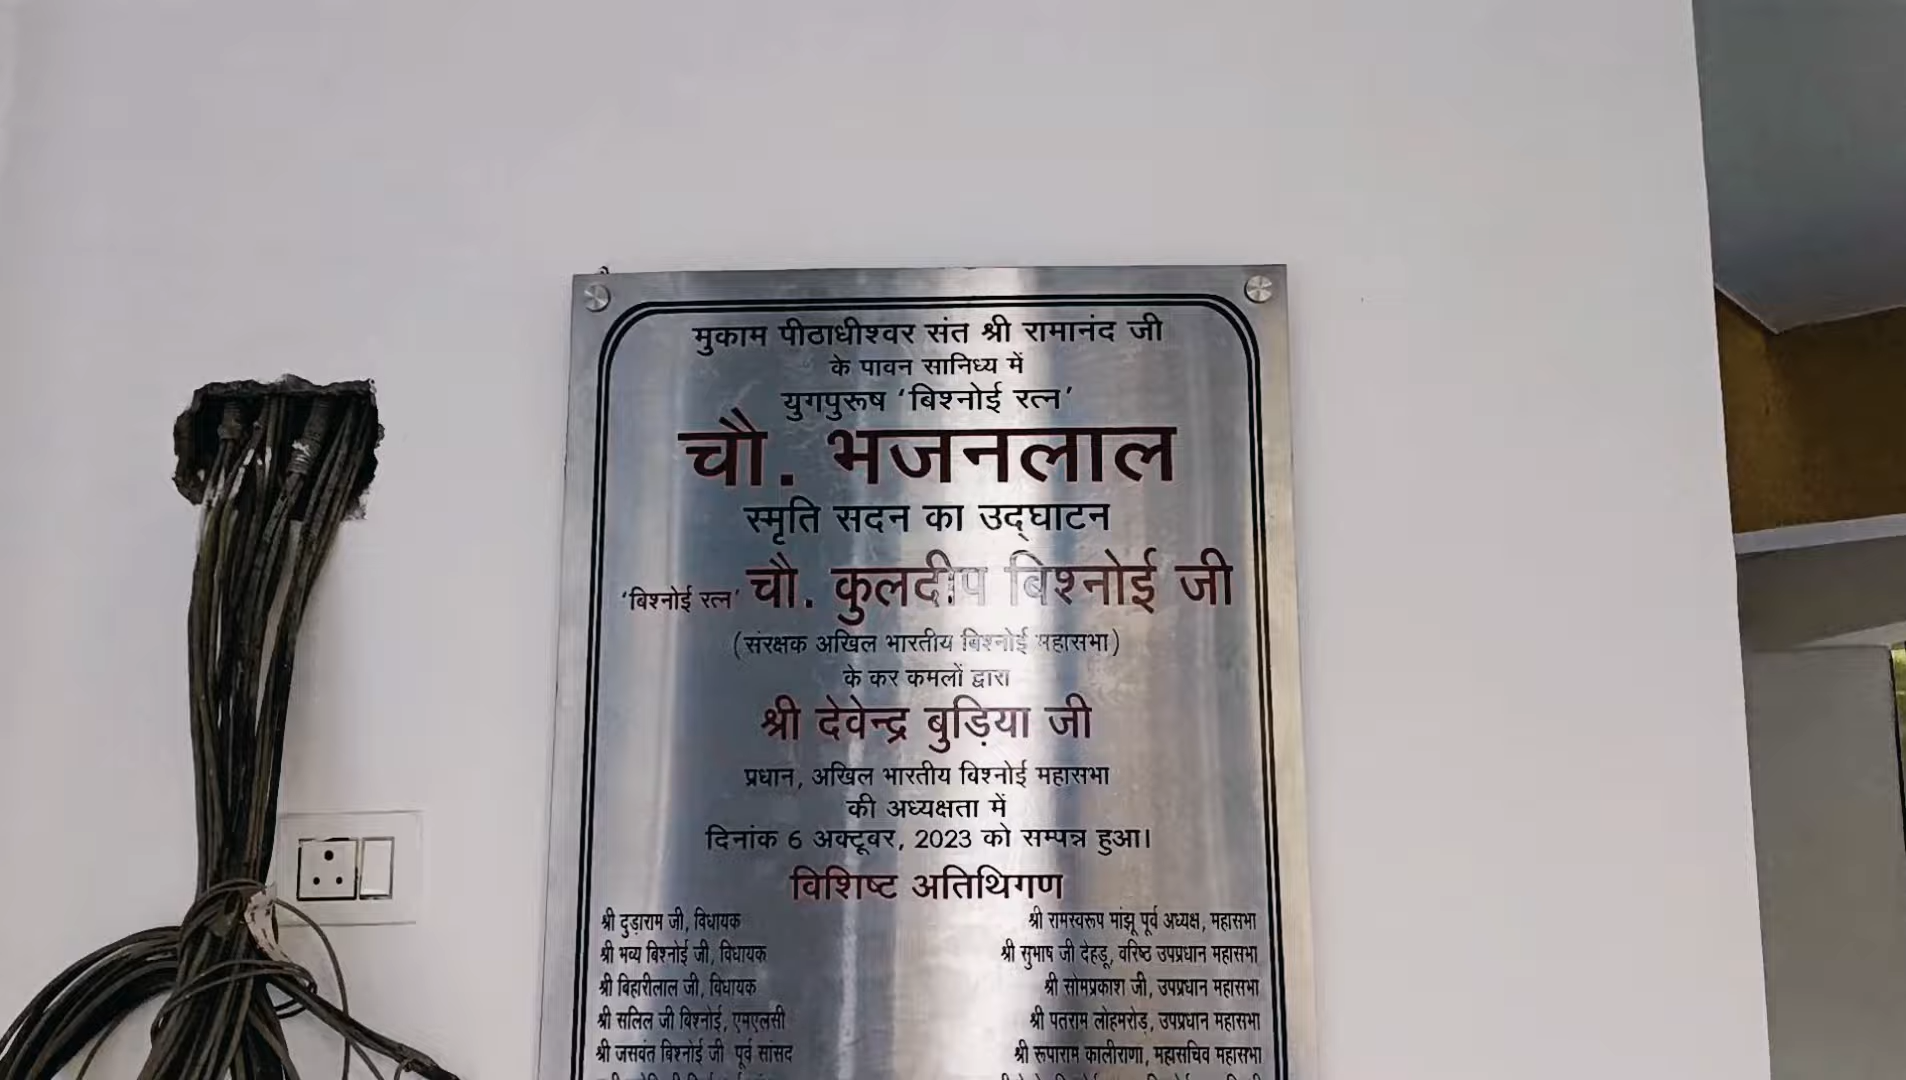 मुकाम पीठाधीश्वर संत श्री रामानंद जी
के पावन सानिध्य में
युगपुरूष ‘बिश्नोई रत्न’
चौ. भजनलाल
स्मृति सदन का उद्घाटन
‘बिश्नोई रत्न’ चौ. कुलदीप बिश्नोई जी
(संरक्षक अखिल भारतीय बिश्नोई महासभा)
के कर कमलों द्वारा
श्री देवेन्द्र बुड़िया जी
प्रधान, अखिल भारतीय बिश्नोई महासभा
की अध्यक्षता में
दिनांक 6 अक्टूबर, 2023 को सम्पन्न हुआ।
विशिष्ट अतिथिगण
श्री दुड़ाराम जी, विधायक
श्री भव्य बिश्नोई जी, विधायक
श्री बिहारीलाल जी, विधायक
श्री सलिल जी बिश्नोई, एमएलसी
श्री जसवंत बिश्नोई जी पूर्व सांसद
श्री रामस्वरूप मांझू पूर्व अध्यक्ष, महासभा
श्री सुभाष जी देहडू, वरिष्ठ उपप्रधान महासभा
श्री सोमप्रकाश जी, उपप्रधान महासभा
श्री पतराम लोहमरोड़, उपप्रधान महासभा
श्री रूपाराम कालीराणा, महासचिव महासभा